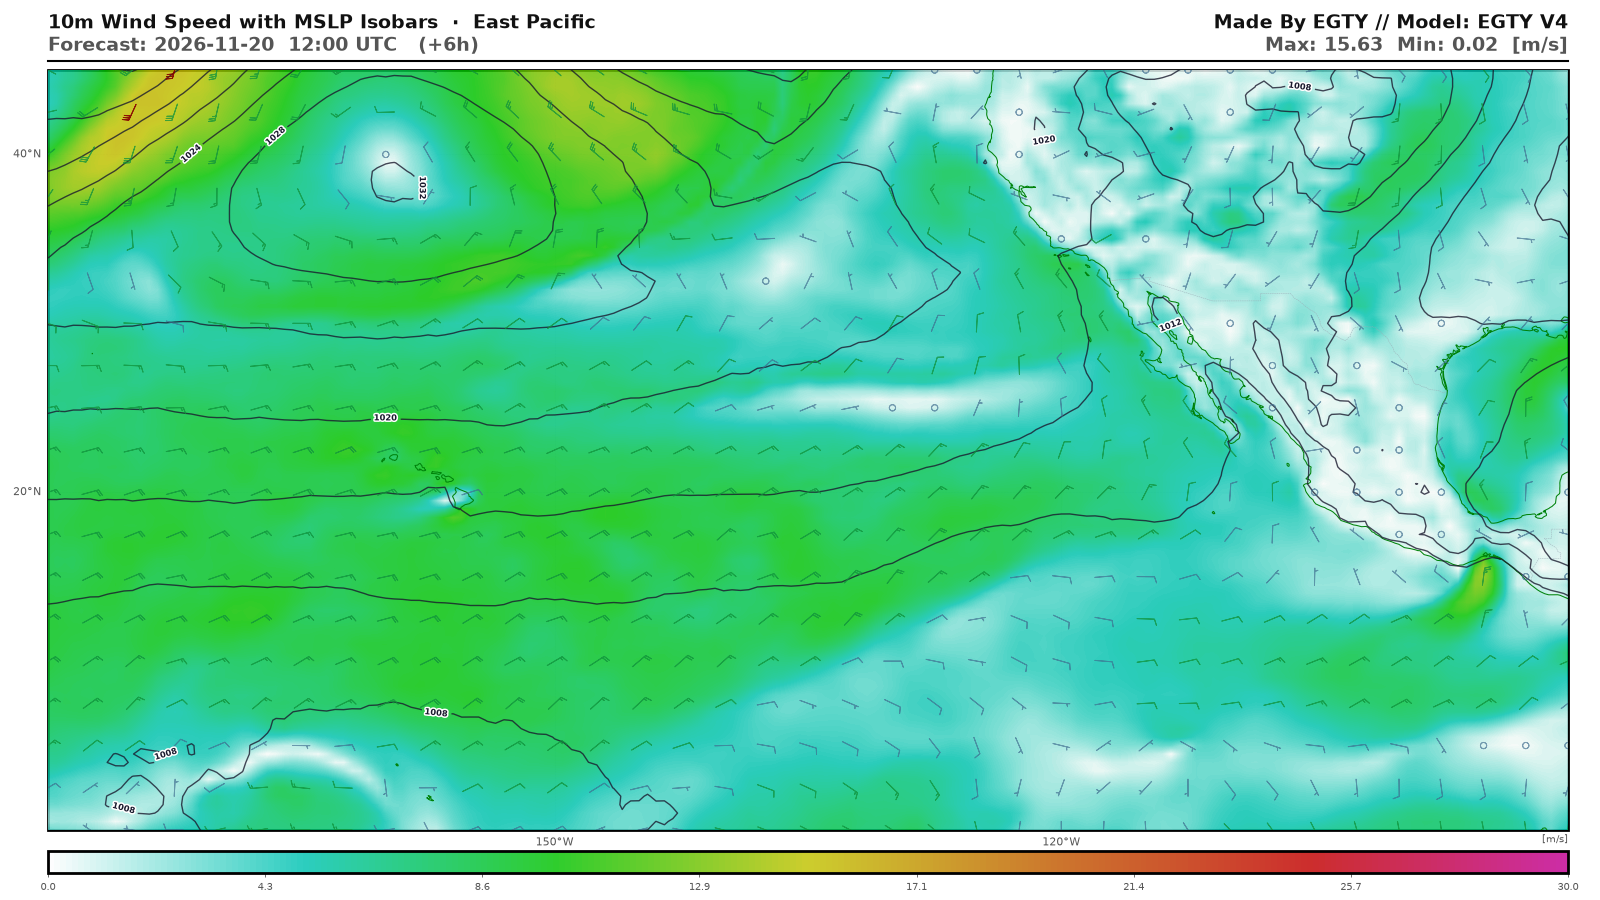 10m Wind Speed with MSLP Isobars · East Pacific
Made By EGTY // Model: EGTY V4
Forecast: 2026-11-20 12:00 UTC (+6h)
Max: 15.63 Min: 0.02 [m/s]
1008
1028
1020
1024
40°N
1032
1012
1020
20°N
1008
1008
1008
150°W
120°W
[m/s]
0.0
4.3
8.6
12.9
17.1
21.4
25.7
30.0